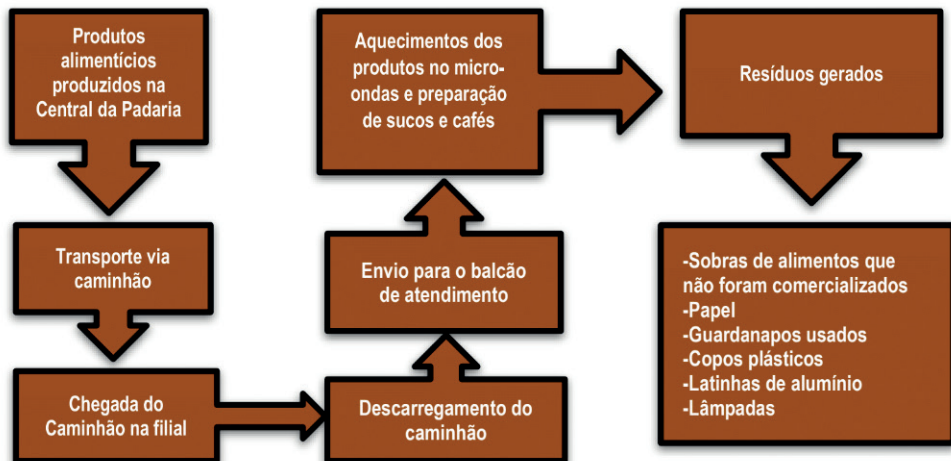 Produtos
alimentícios
produzidos na
Central da Padaria
Transporte via
caminhão
Chegada do
Caminhão na filial
Descarregamento do
caminhão
Envio para o balcão
de atendimento
Aquecimentos dos
produtos no micro-
ondas e preparação
de sucos e cafés
Resíduos gerados
-Sobras de alimentos que
não foram comercializados
-Papel
-Guardanapos usados
-Copos plásticos
-Latinhas de alumínio
-Lâmpadas